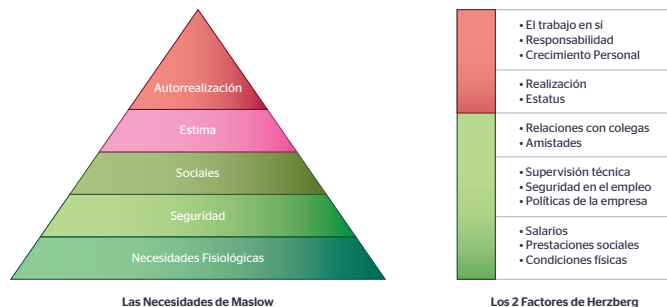 Autorrealización
Estima
Sociales
Seguridad
Necesidades Fisiológicas
Las Necesidades de Maslow
• El trabajo en sí
• Responsabilidad
• Crecimiento Personal
• Realización
• Estatus
• Relaciones con colegas
• Amistades
• Supervisión técnica
• Seguridad en el empleo
• Políticas de la empresa
• Salarios
• Prestaciones sociales
• Condiciones físicas
Los 2 Factores de Herzberg